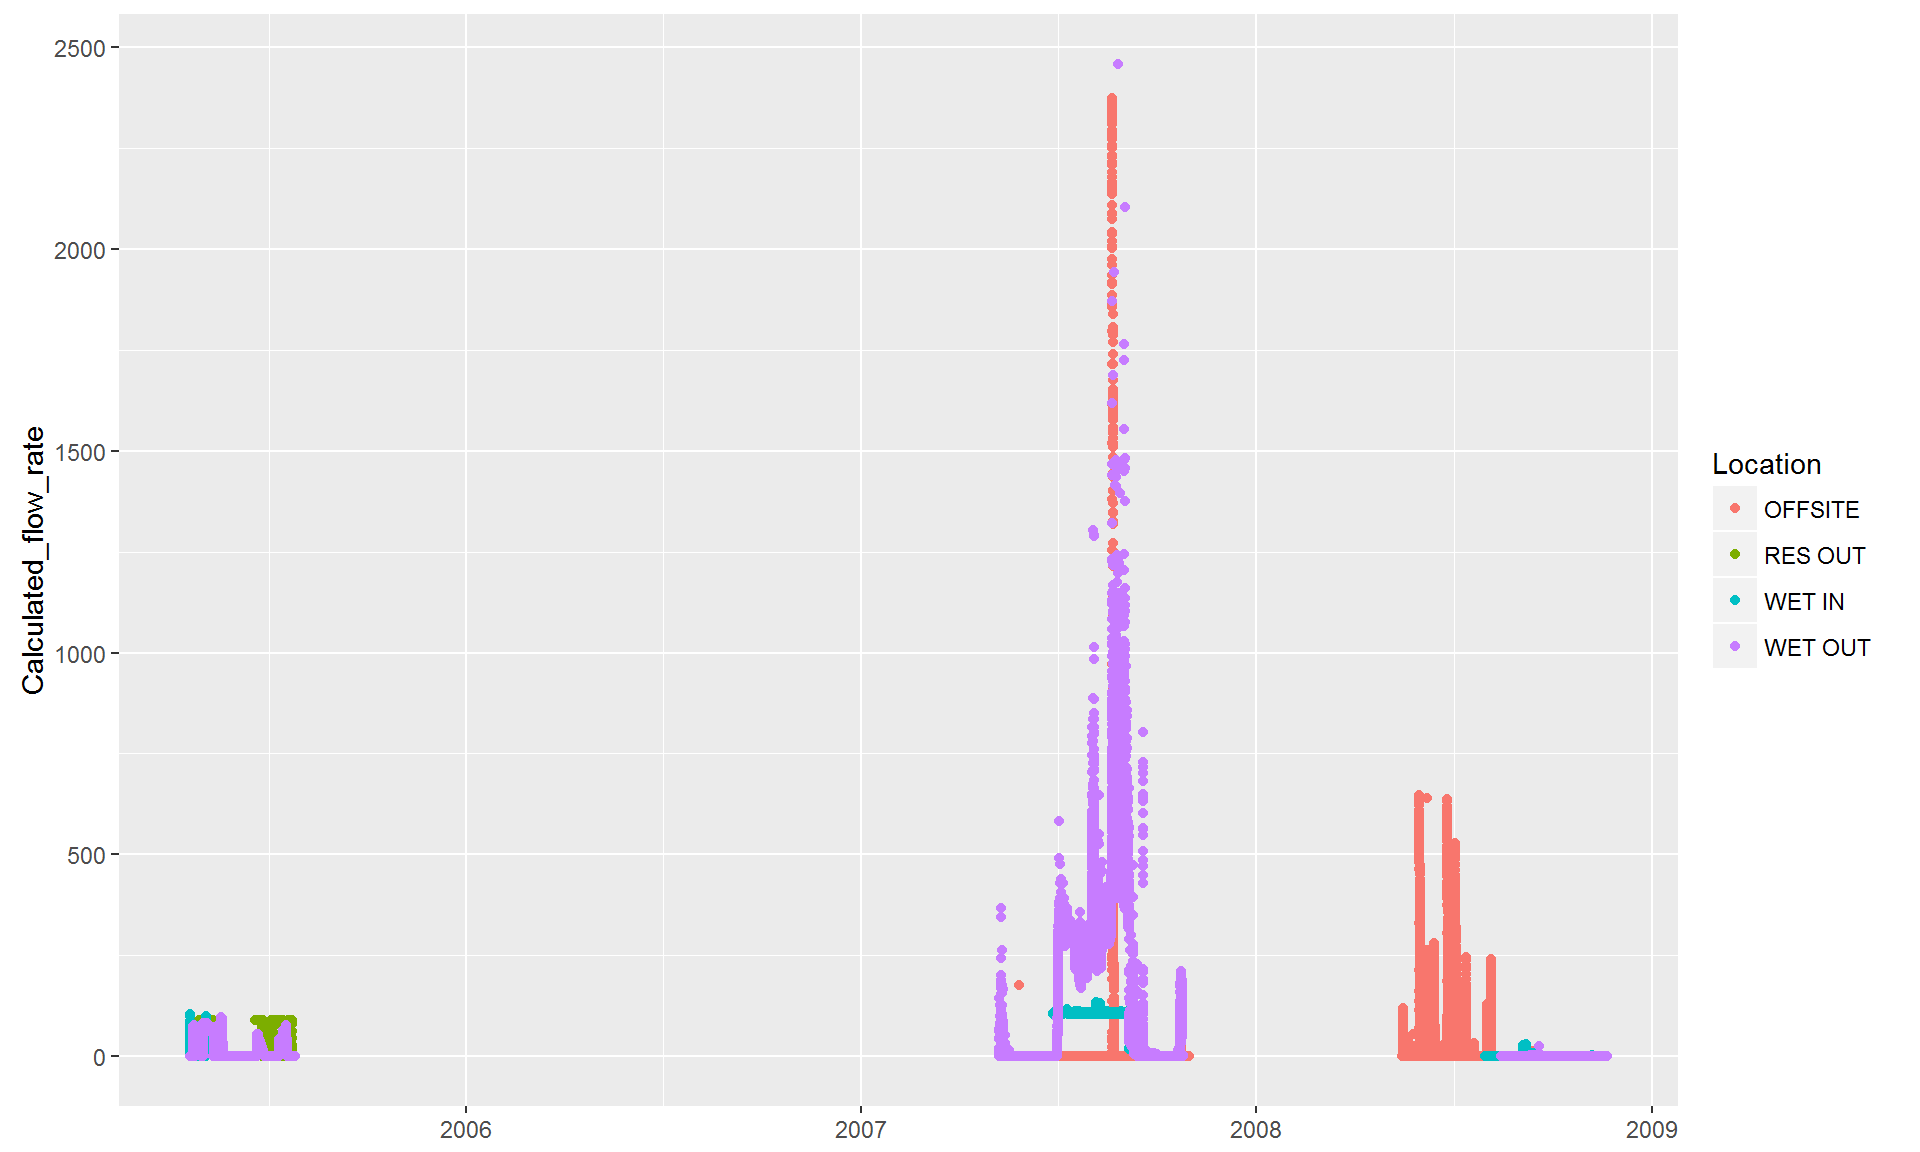 2500
2000
1500
1000
500
0
Calculated_flow_rate
2006
2007
2008
2009
Location
OFFSITE
RES OUT
WET IN
WET OUT